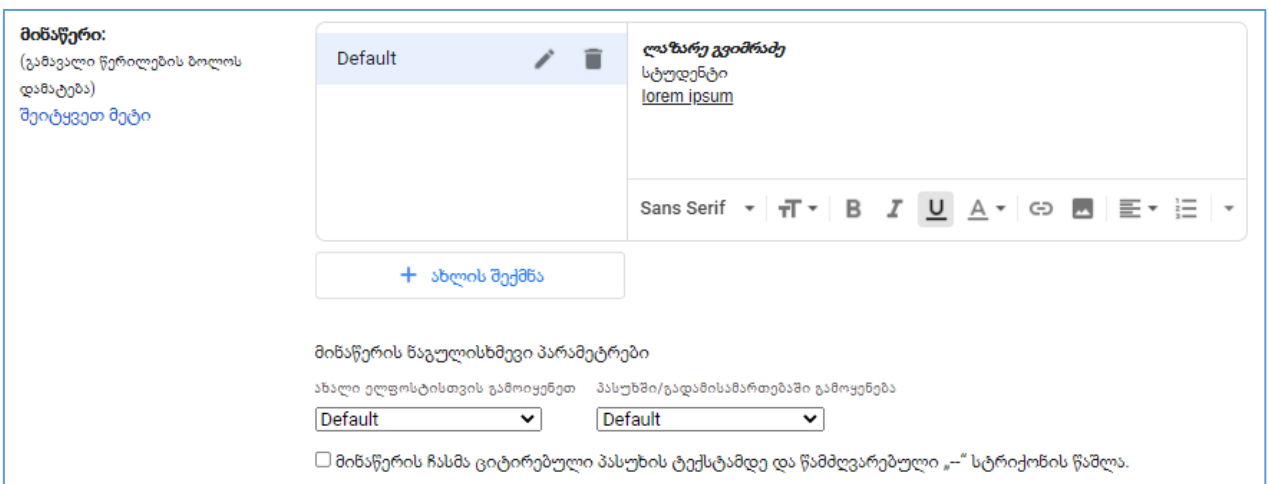 მინაწერი:
(გამავალი წერილების ბოლოს
დამატება)
შეიტყვეთ მეტი
Default
ლაზარე გვიმრაძე
სტუდენტი
lorem ipsum
Sans Serif
B I U A
+ ახლის შექმნა
მინაწერის ნაგულისხმევი პარამეტრები
ახალი ელფოსტისთვის გამოიყენეთ პასუხში/გადამისამართებაში გამოყენება
Default Default
მინაწერის ჩასმა ციტირებული პასუხის ტექსტამდე და წამძღვარებული „--“ სტრიქონის წაშლა.